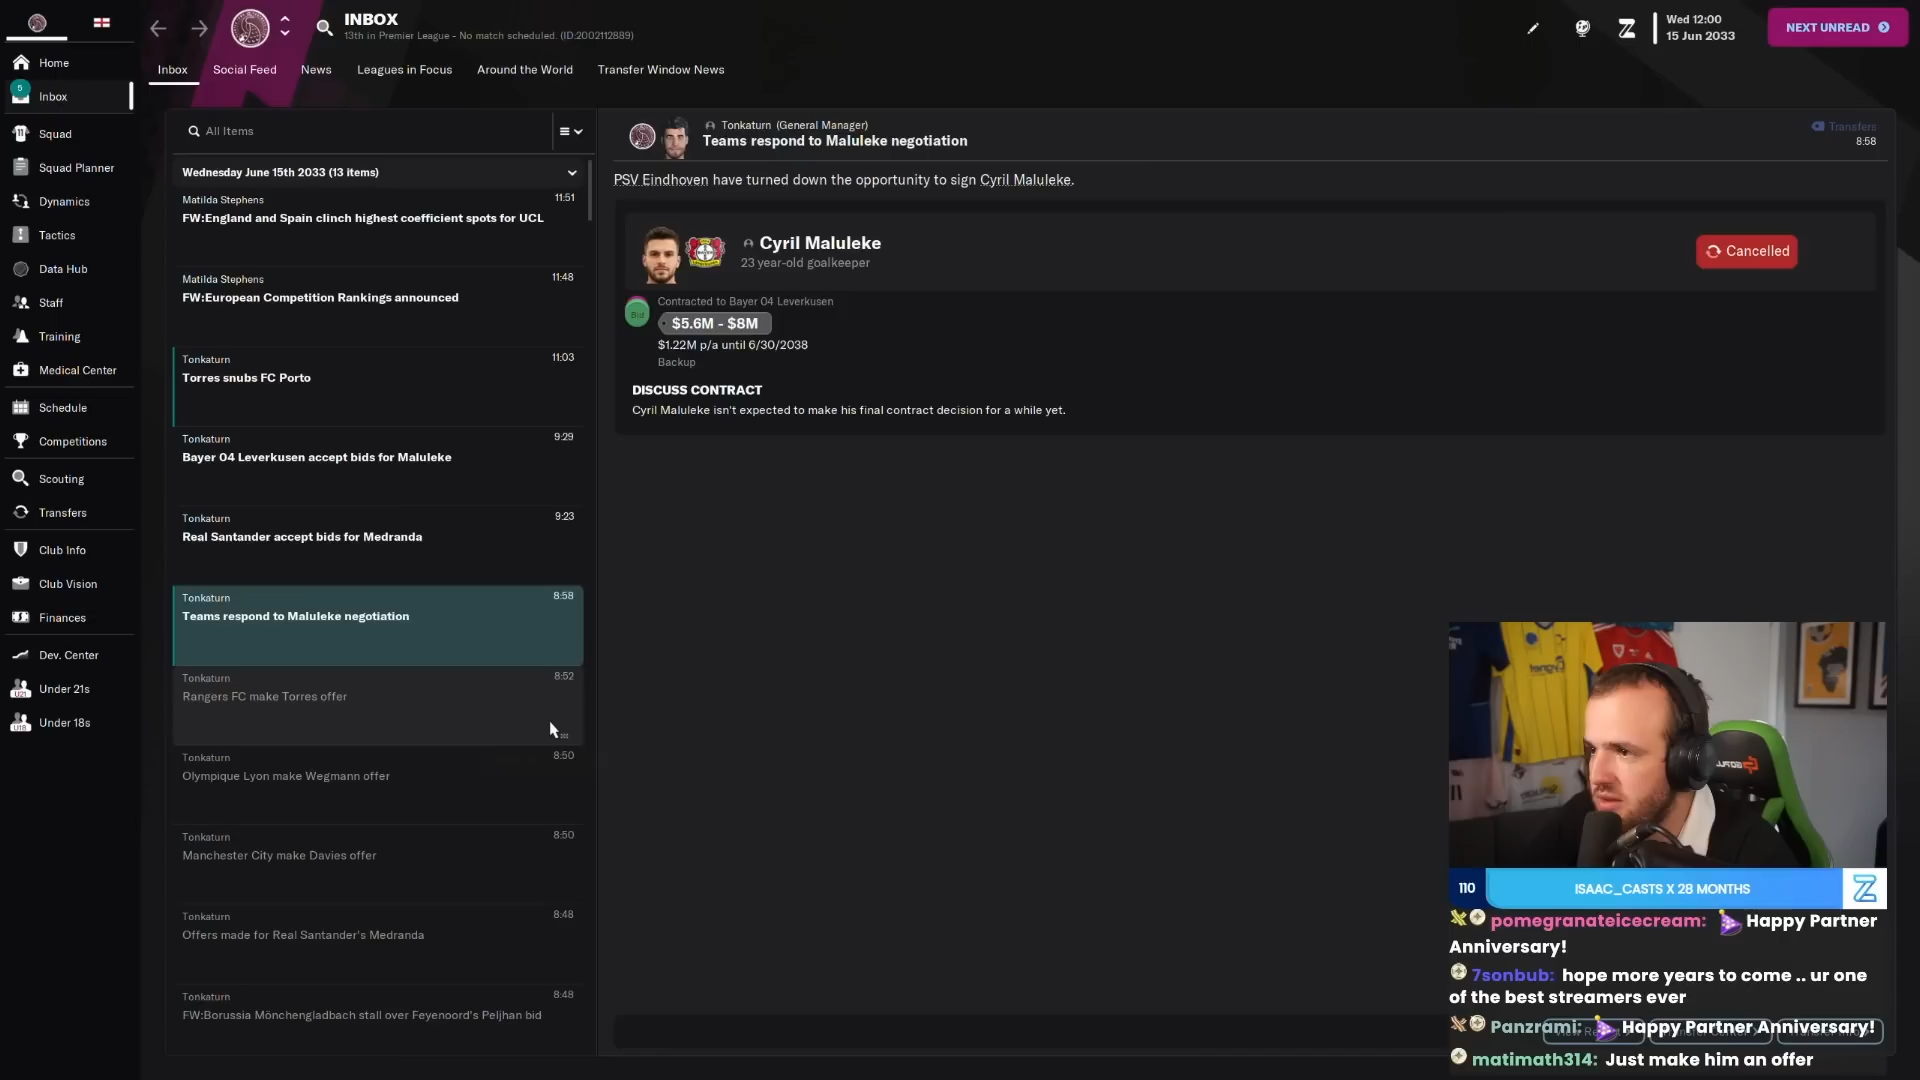 INBOX
13th in Premier League - No match scheduled. (ID:2002112889)
Wed 12:00
15 Jun 2033
NEXT UNREAD
Inbox
Social Feed
News
Leagues in Focus
Around the World
Transfer Window News
Home
5
Inbox
Squad
Squad Planner
Dynamics
Tactics
Data Hub
Staff
Training
Medical Center
Schedule
Competitions
Scouting
Transfers
Club Info
Club Vision
Finances
Dev. Center
U21
Under 21s
U18
Under 18s
All Items
Wednesday June 15th 2033 (13 items)
Matilda Stephens 11:51
FW:England and Spain clinch highest coefficient spots for UCL
Matilda Stephens 11:48
FW:European Competition Rankings announced
Tonkaturn 11:03
Torres snubs FC Porto
Tonkaturn 9:29
Bayer 04 Leverkusen accept bids for Maluleke
Tonkaturn 9:23
Real Santander accept bids for Medranda
Tonkaturn 8:58
Teams respond to Maluleke negotiation
Tonkaturn 8:52
Rangers FC make Torres offer
Tonkaturn 8:50
Olympique Lyon make Wegmann offer
Tonkaturn 8:50
Manchester City make Davies offer
Tonkaturn 8:48
Offers made for Real Santander's Medranda
Tonkaturn 8:48
FW:Borussia Mönchengladbach stall over Feyenoord's Peljhan bid
Tonkaturn (General Manager)
Teams respond to Maluleke negotiation
Transfers
8:58
PSV Eindhoven have turned down the opportunity to sign Cyril Maluleke.
Cyril Maluleke
23 year-old goalkeeper
Cancelled
Bid
Contracted to Bayer 04 Leverkusen
$5.6M - $8M
$1.22M p/a until 6/30/2038
Backup
DISCUSS CONTRACT
Cyril Maluleke isn't expected to make his final contract decision for a while yet.
110
ISAAC_CASTS X 28 MONTHS
pomegranateicecream: Happy Partner
Anniversary!
7sonbub: hope more years to come .. ur one
of the best streamers ever
Panzrami: Happy Partner Anniversary!
matimath314: Just make him an offer